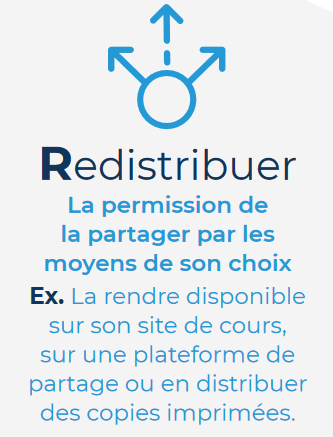 Redistribuer
La permission de
la partager par les
moyens de son choix
Ex. La rendre disponible
sur son site de cours,
sur une plateforme de
partage ou en distribuer
des copies imprimées.